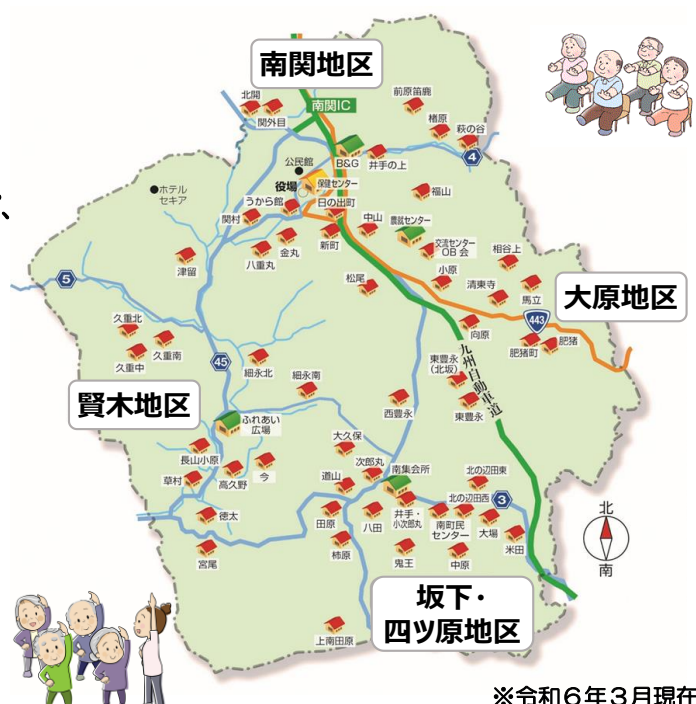 南関地区
北開
関外目
前原笛鹿
南関IC
楮原
萩の谷
4
公民館
B&G
井手の上
役場
保健センター
ホテル
セキア
うから館
日の出町
福山
関村
中山
農就センター
新町
交流センター
OB会
相谷上
津留
八重丸
金丸
小原
清東寺
馬立
松尾
5
大原地区
443
久重北
久重中
久重南
向原
肥猪町
肥猪
45
細永北
細永南
東豊永
(北坂)
九州自動車道
賢木地区
西豊永
東豊永
ふれあい
広場
大久保
長山小原
次郎丸
南集会所
北の辺田東
草村
高久野
今
道山
北の辺田西
3
徳太
田原
八田
井手・
小次郎丸
南町民
センター
大場
北
宮尾
柿原
鬼王
中原
米田
南
坂下・
四ツ原地区
上南田原
※令和6年3月現在
、